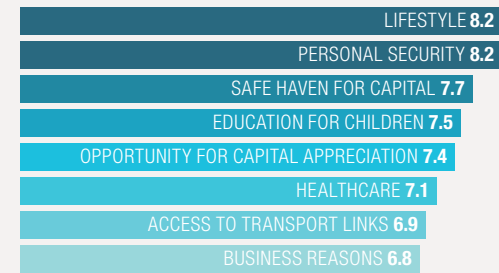 LIFESTYLE 8.2
PERSONAL SECURITY 8.2
SAFE HAVEN FOR CAPITAL 7.7
EDUCATION FOR CHILDREN 7.5
OPPORTUNITY FOR CAPITAL APPRECIATION 7.4
HEALTHCARE 7.1
ACCESS TO TRANSPORT LINKS 6.9
BUSINESS REASONS 6.8